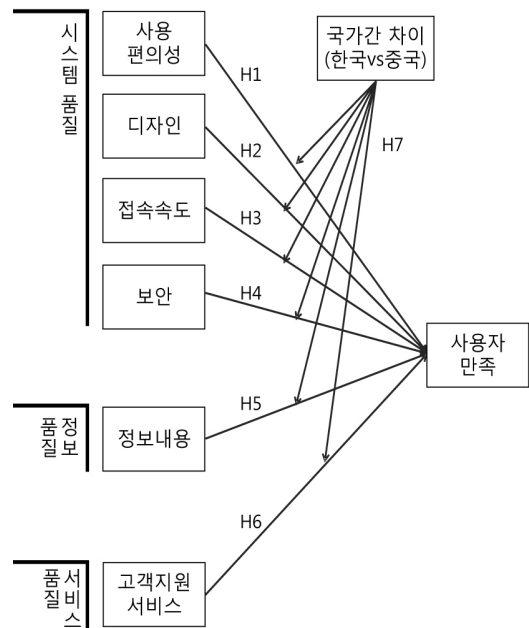 시스템 품질
사용
편의성
H1
디자인
H2
접속속도
H3
보안
H4
국가간 차이
(한국vs중국)
H7
사용자
만족
정보
품질
정보내용
H5
H6
서비스
품질
고객지원
서비스